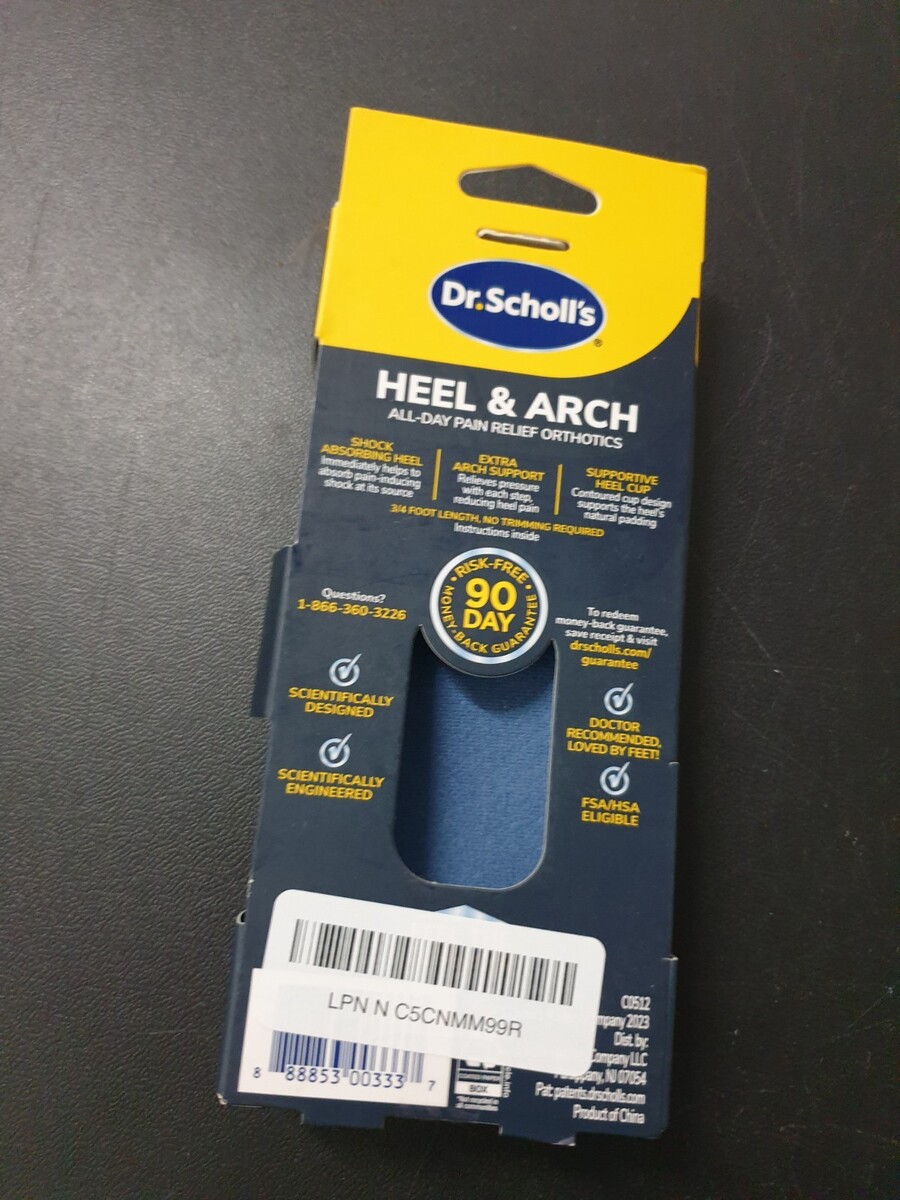 Dr.Scholl's®
HEEL & ARCH
ALL-DAY PAIN RELIEF ORTHOTICS
SHOCK
ABSORBING HEEL
Immediately helps to
absorb pain-inducing
shock at its source
EXTRA
ARCH SUPPORT
Relieves pressure
with each step,
reducing heel pain
SUPPORTIVE
HEEL CUP
Contoured cup design
supports the heel's
natural padding
3/4 FOOT LENGTH, NO TRIMMING REQUIRED
Instructions inside
RISK-FREE
90
DAY
MONEY-BACK GUARANTEE
Questions?
1-866-360-3226
To redeem
money-back guarantee,
save receipt & visit
drscholls.com/
guarantee
SCIENTIFICALLY
DESIGNED
SCIENTIFICALLY
ENGINEERED
DOCTOR
RECOMMENDED,
LOVED BY FEET!
FSA/HSA
ELIGIBLE
LPN N C5CNMM99R
8 88853 00333 7
BOX
C0512
2023
Dist. by:
Company LLC
NJ 07054
Pat: patents.drscholls.com
Product of China